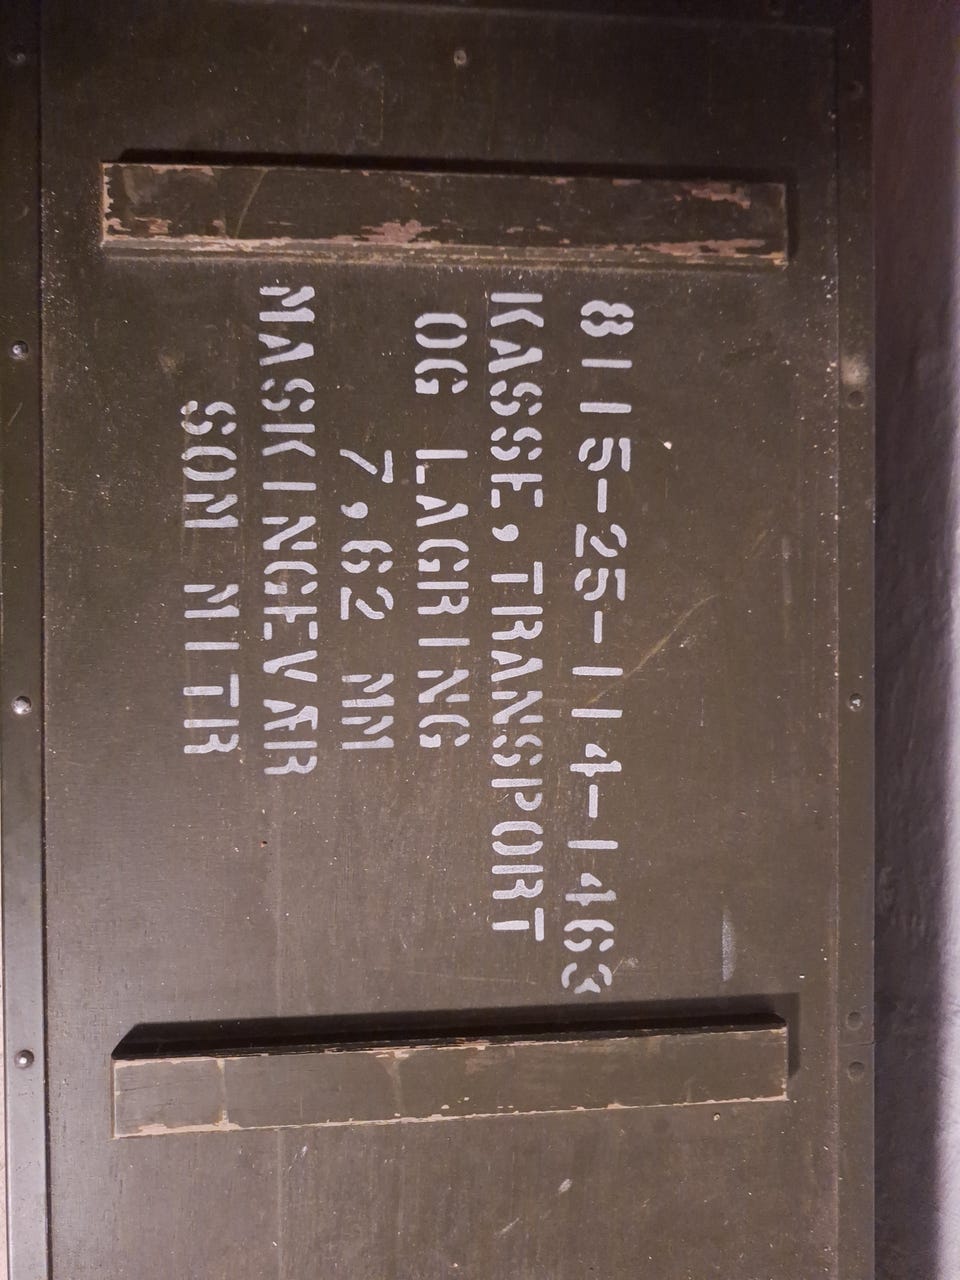 8115-25-114-1463
KASSE, TRANSPORT
OG LAGRING
7,62 MM
MASKINGEVÆR
SOM MITR